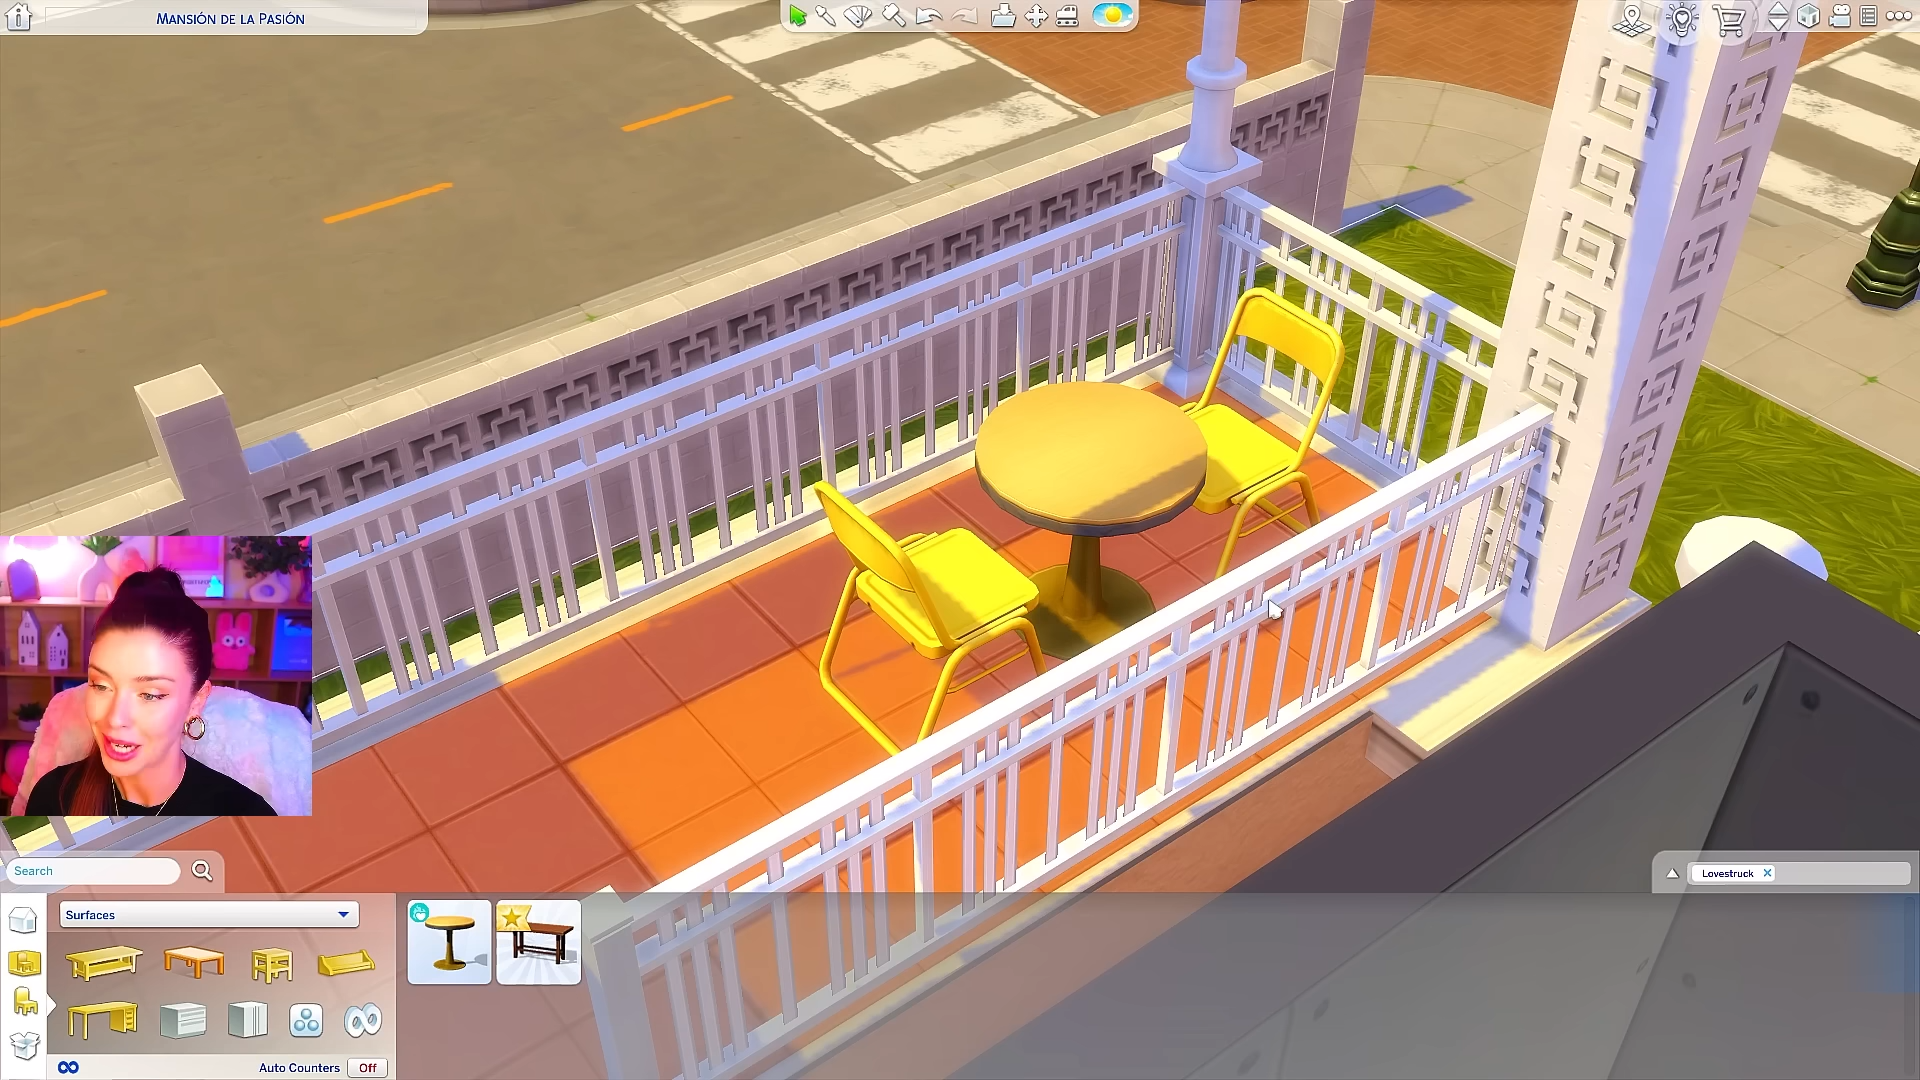 Mansión de la Pasión
Search
Surfaces
Lovestruck
Auto Counters Off